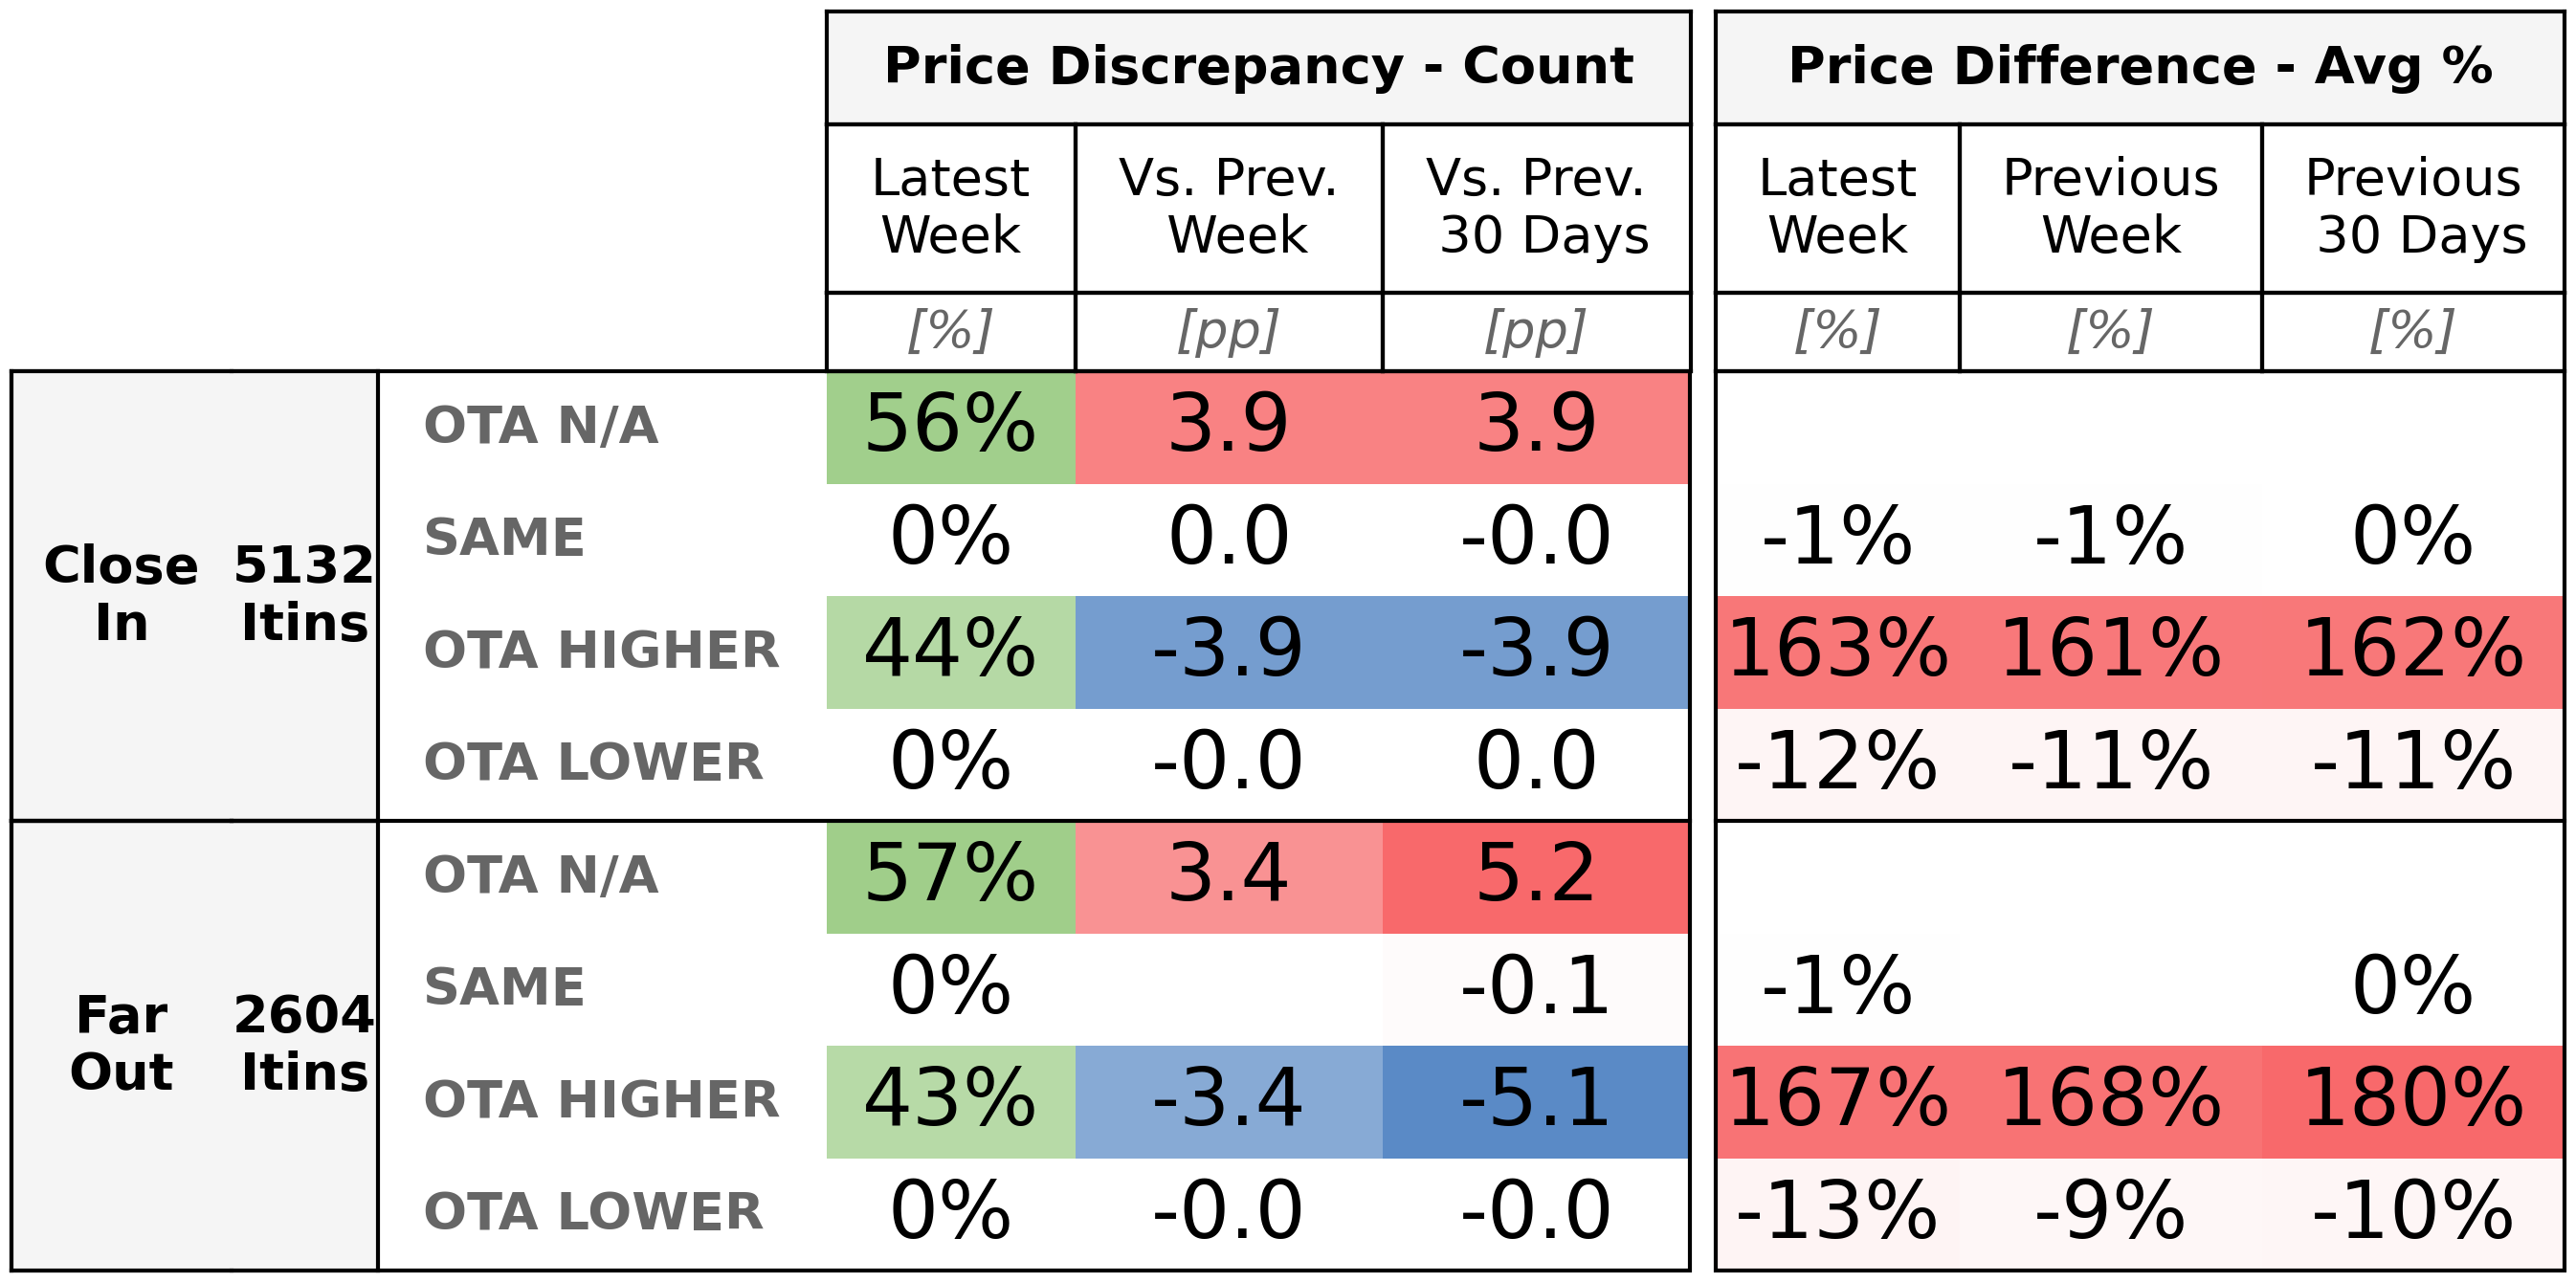 Price Discrepancy - Count Price Difference - Avg %
Latest Week Vs. Prev. Week Vs. Prev. 30 Days Latest Week Previous Week Previous 30 Days
[%] [pp] [pp] [%] [%] [%]
Close In 5132 Itins
OTA N/A 56% 3.9 3.9
SAME 0% 0.0 -0.0 -1% -1% 0%
OTA HIGHER 44% -3.9 -3.9 163% 161% 162%
OTA LOWER 0% -0.0 0.0 -12% -11% -11%
Far Out 2604 Itins
OTA N/A 57% 3.4 5.2
SAME 0% -0.1 -1% 0%
OTA HIGHER 43% -3.4 -5.1 167% 168% 180%
OTA LOWER 0% -0.0 -0.0 -13% -9% -10%